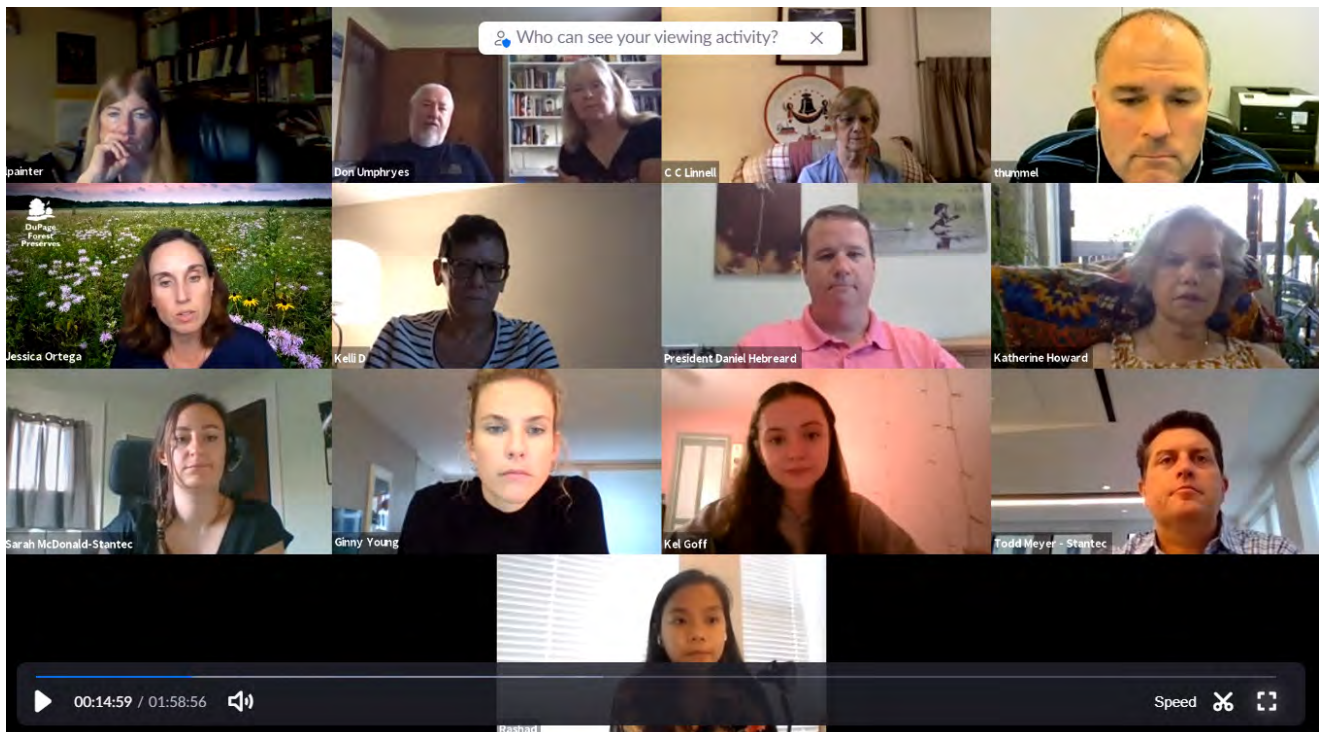 Who can see your viewing activity?
painter
Don Umphryes
C C Linnell
thummel
DuPage
Forest
Preserves
Jessica Ortega
Kelli D
President Daniel Hebreard
Katherine Howard
Sarah McDonald-Stantec
Ginny Young
Kel Goff
Todd Meyer - Stantec
00:14:59 / 01:58:56
Speed
Rashad